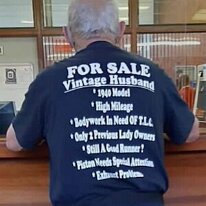 FOR SALE
Vintage Husband
* 1940 Model
* High Mileage
* Bodywork In Need OF T.L.C.
* Only 2 Previous Lady Owners
* Still A Good Runner ?
* Piston Needs Special Attention
* Exhaust Problems